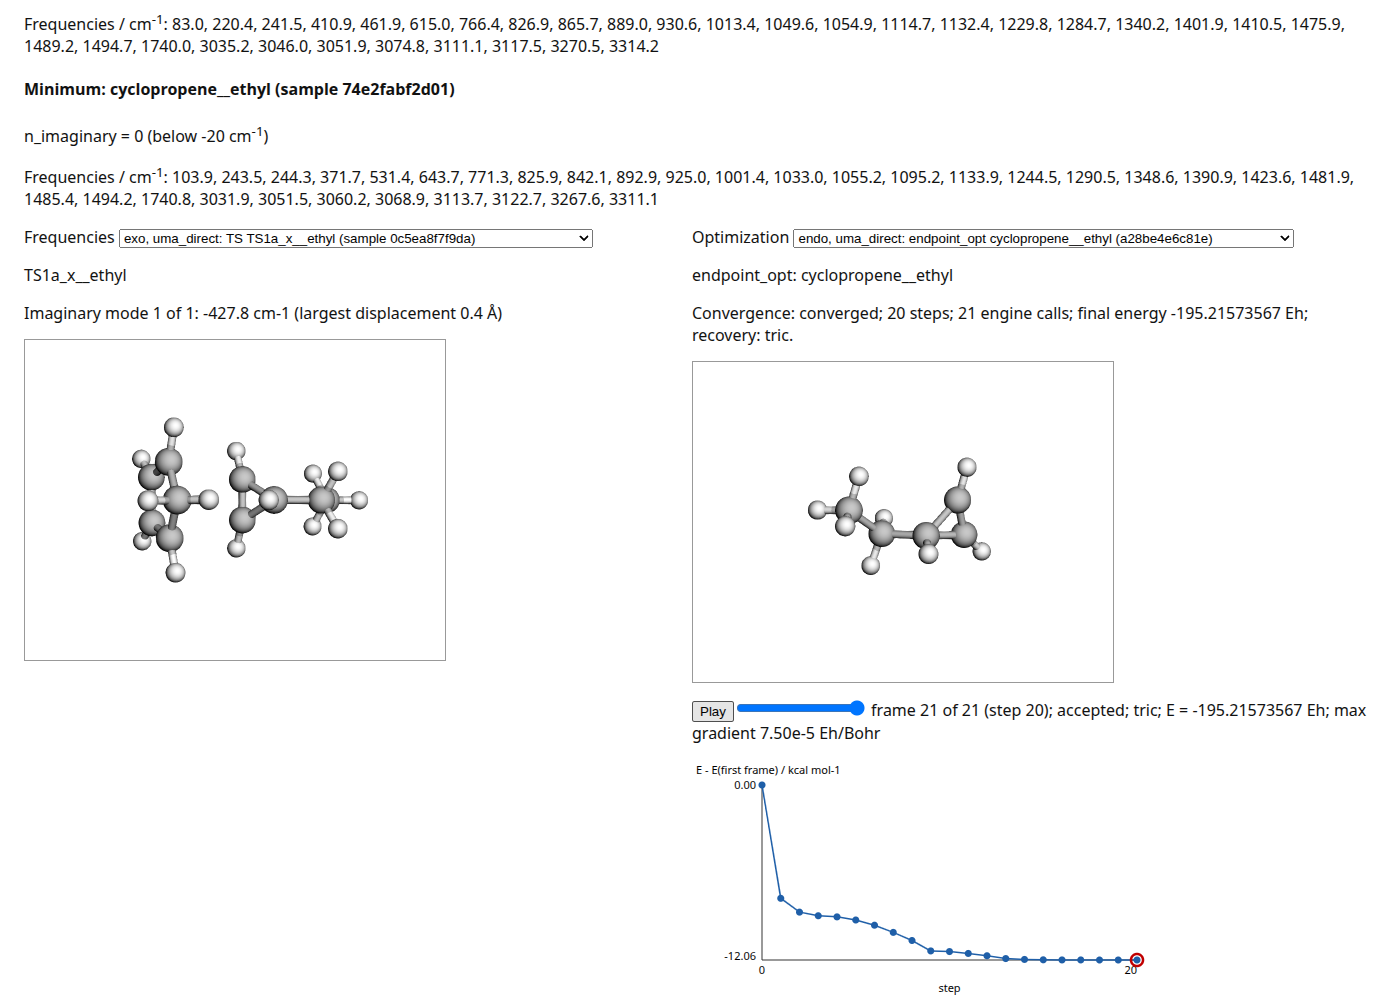 Frequencies / cm-1: 83.0, 220.4, 241.5, 410.9, 461.9, 615.0, 766.4, 826.9, 865.7, 889.0, 930.6, 1013.4, 1049.6, 1054.9, 1114.7, 1132.4, 1229.8, 1284.7, 1340.2, 1401.9, 1410.5, 1475.9,
1489.2, 1494.7, 1740.0, 3035.2, 3046.0, 3051.9, 3074.8, 3111.1, 3117.5, 3270.5, 3314.2
Minimum: cyclopropene__ethyl (sample 74e2fabf2d01)
n_imaginary = 0 (below -20 cm-1)
Frequencies / cm-1: 103.9, 243.5, 244.3, 371.7, 531.4, 643.7, 771.3, 825.9, 842.1, 892.9, 925.0, 1001.4, 1033.0, 1055.2, 1095.2, 1133.9, 1244.5, 1290.5, 1348.6, 1390.9, 1423.6, 1481.9,
1485.4, 1494.2, 1740.8, 3031.9, 3051.5, 3060.2, 3068.9, 3113.7, 3122.7, 3267.6, 3311.1
Frequencies exo, uma_direct: TS TS1a_x__ethyl (sample 0c5ea8f7f9da)
TS1a_x__ethyl
Imaginary mode 1 of 1: -427.8 cm-1 (largest displacement 0.4 Å)
Optimization endo, uma_direct: endpoint_opt cyclopropene__ethyl (a28be4e6c81e)
endpoint_opt: cyclopropene__ethyl
Convergence: converged; 20 steps; 21 engine calls; final energy -195.21573567 Eh;
recovery: tric.
Play frame 21 of 21 (step 20); accepted; tric; E = -195.21573567 Eh; max
gradient 7.50e-5 Eh/Bohr
E - E(first frame) / kcal mol-1
0.00
-12.06
0 20
step